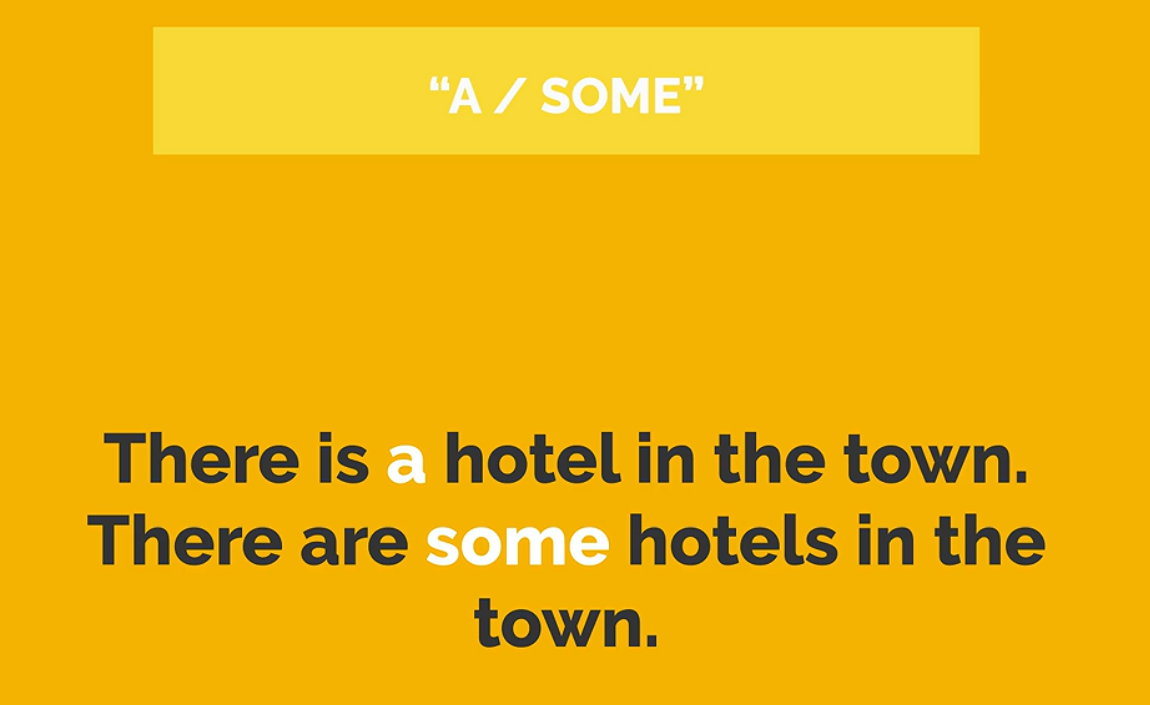 “A / SOME”
There is a hotel in the town.
There are some hotels in the
town.